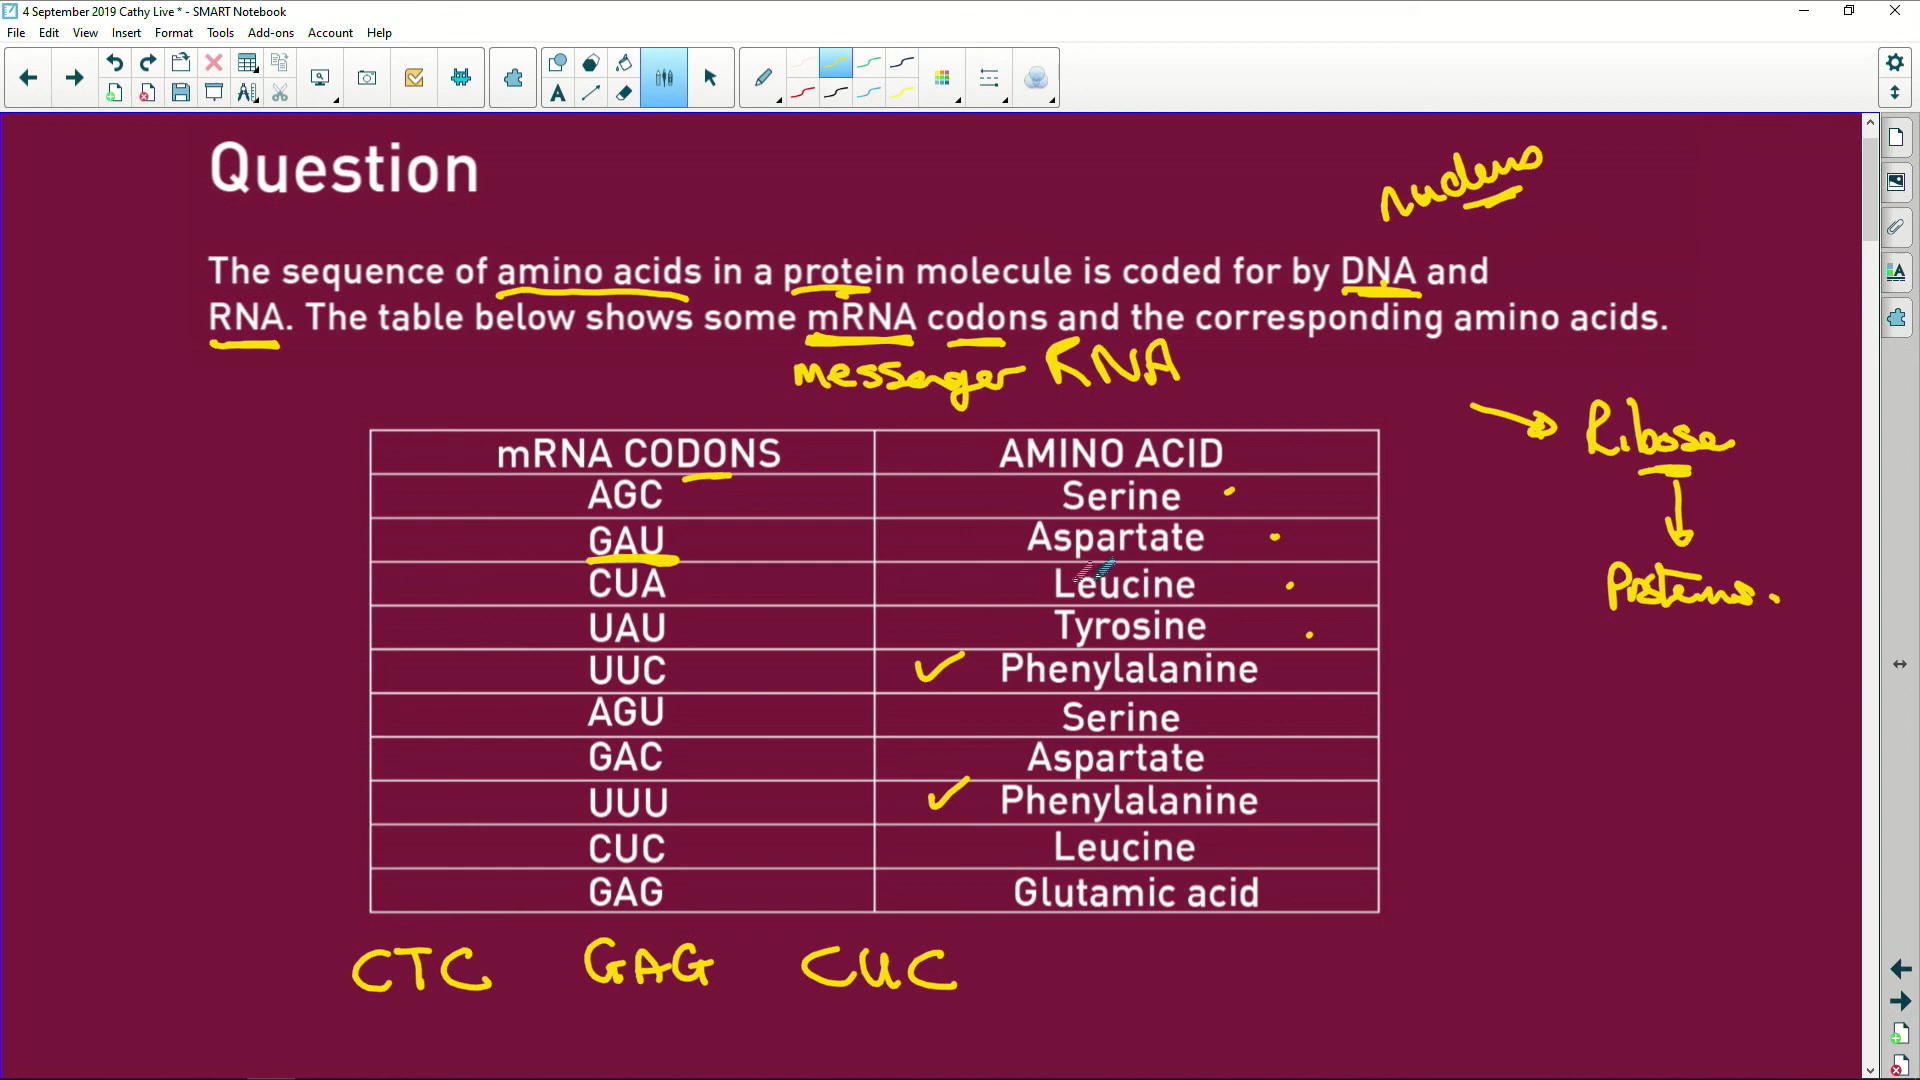 4 September 2019 Cathy Live * - SMART Notebook
File Edit View Insert Format Tools Add-ons Account Help
Question
nucleus
The sequence of amino acids in a protein molecule is coded for by DNA and
RNA. The table below shows some mRNA codons and the corresponding amino acids.
messenger RNA
mRNA CODONS AMINO ACID
AGC Serine
GAU Aspartate
CUA Leucine
UAU Tyrosine
UUC Phenylalanine
AGU Serine
GAC Aspartate
UUU Phenylalanine
CUC Leucine
GAG Glutamic acid
Ribose
Proteins.
CTC GAG CUC